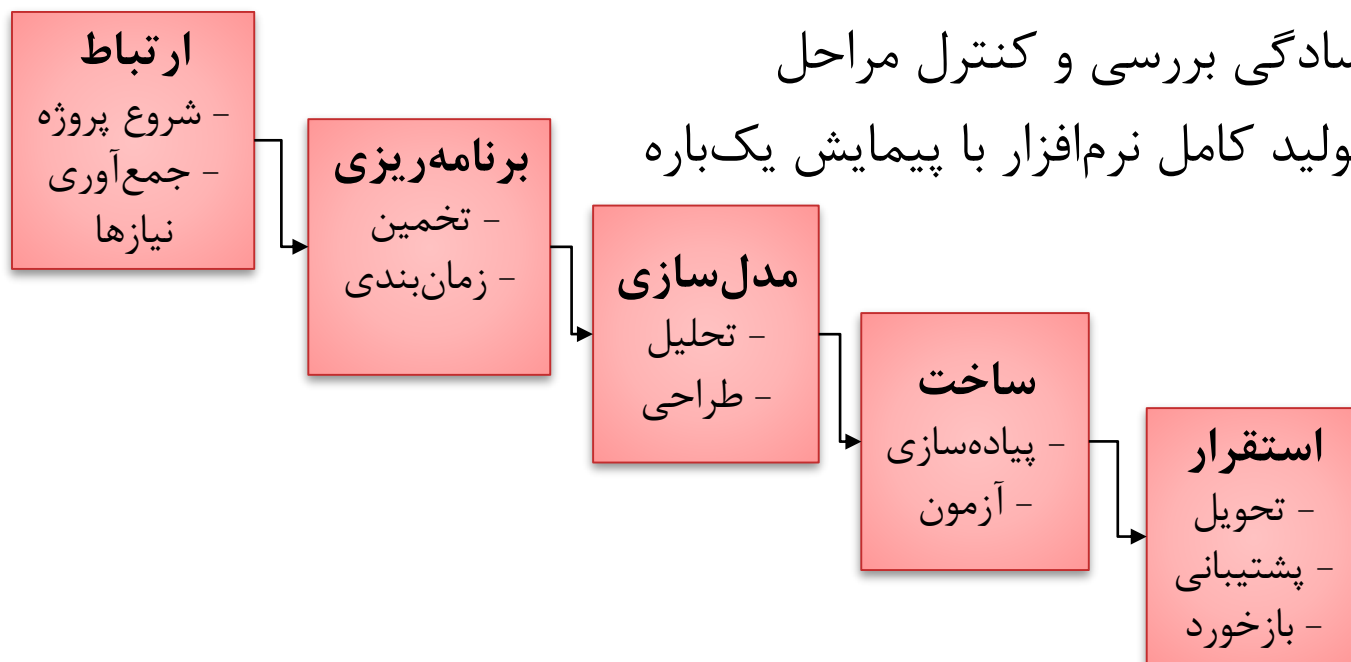 سادگی بررسی و کنترل مراحل
تولید کامل نرم‌افزار با پیمایش یک‌باره
ارتباط
- شروع پروژه
- جمع‌آوری
نیازها
برنامه‌ریزی
- تخمین
- زمان‌بندی
مدل‌سازی
- تحلیل
- طراحی
ساخت
- پیاده‌سازی
- آزمون
استقرار
- تحویل
- پشتیبانی
- بازخورد